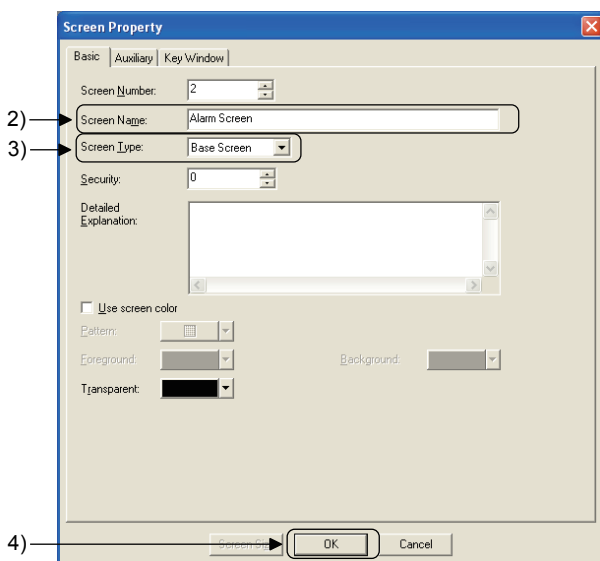 Screen Property
Basic Auxiliary Key Window
Screen Number: 2
2) Screen Name: Alarm Screen
3) Screen Type: Base Screen
Security: 0
Detailed
Explanation:
Use screen color
Pattern:
Foreground: Background:
Transparent:
4) Screen OK Cancel